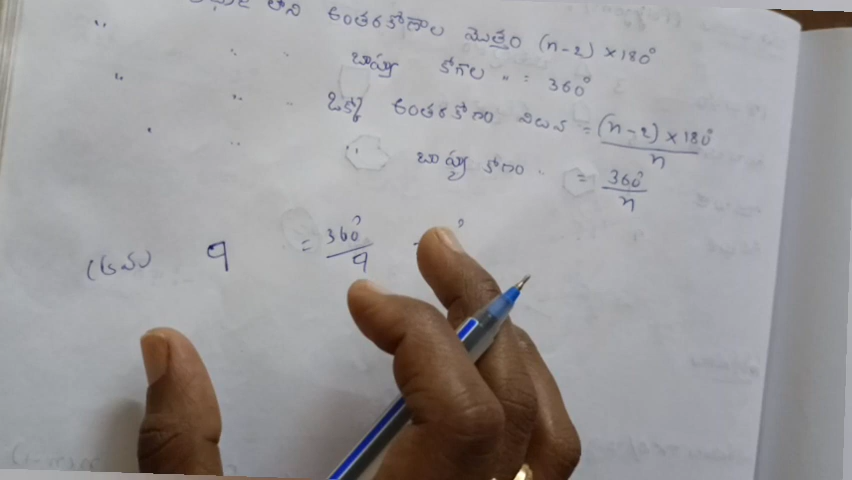 అంతరకోణాల మొత్తం (n-2) × 180°
" బాహ్య కోణాల " = 360°
" " " ఒక్కో అంతరకోణం విలువ = (n-2) × 180° / n
" " బాహ్య కోణం " = 360° / n
9 = 360° / 9